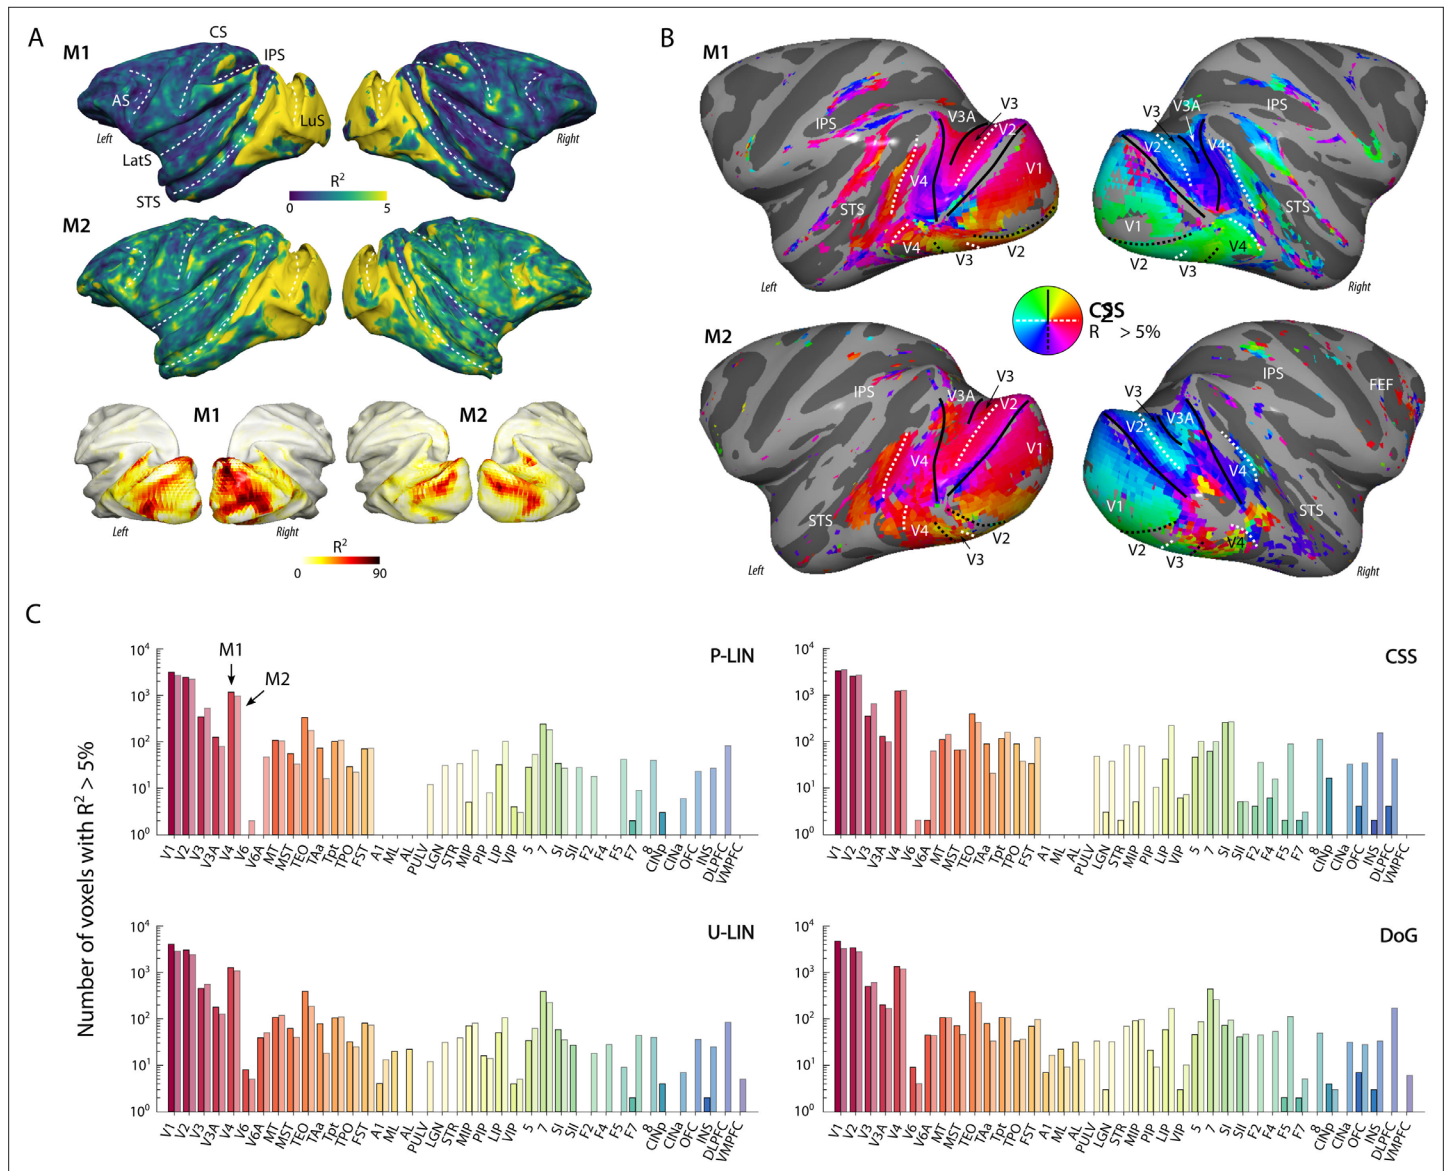 A
M1
CS
IPS
AS
LuS
Left
Right
LatS
R²
STS
0 5
M2
M1 M2
Left Right
R²
0 90
B
M1
V3
V3A
V2
IPS
V1
V4
STS
V4
V3
V2
Left
V3
V3A
IPS
V2
V4
V1
STS
V4
V2
V3
Right
CSS
R² > 5%
M2
V3
IPS
V3A
V2
V1
V4
STS
V4
V2
V3
Left
IPS
FEF
V3
V3A
V2
V4
V1
STS
V2
V4
V3
Right
C
Number of voxels with R² > 5%
P-LIN
M1
M2
10⁴
10³
10²
10¹
10⁰
V1 V2 V3 V3A V4 V6 V6A MT MST TEO TAa Tpt TPO FST A1 ML AL PULV LGN STR MIP PIP LIP VIP 5 7 SI SII F2 F4 F5 F7 8 CINp CINa OFC INS DLPFC VMPFC
CSS
10⁴
10³
10²
10¹
10⁰
V1 V2 V3 V3A V4 V6 V6A MT MST TEO TAa Tpt TPO FST A1 ML AL PULV LGN STR MIP PIP LIP VIP 5 7 SI SII F2 F4 F5 F7 8 CINp CINa OFC INS DLPFC VMPFC
U-LIN
10⁴
10³
10²
10¹
10⁰
V1 V2 V3 V3A V4 V6 V6A MT MST TEO TAa Tpt TPO FST A1 ML AL PULV LGN STR MIP PIP LIP VIP 5 7 SI SII F2 F4 F5 F7 8 CINp CINa OFC INS DLPFC VMPFC
DoG
10⁴
10³
10²
10¹
10⁰
V1 V2 V3 V3A V4 V6 V6A MT MST TEO TAa Tpt TPO FST A1 ML AL PULV LGN STR MIP PIP LIP VIP 5 7 SI SII F2 F4 F5 F7 8 CINp CINa OFC INS DLPFC VMPFC